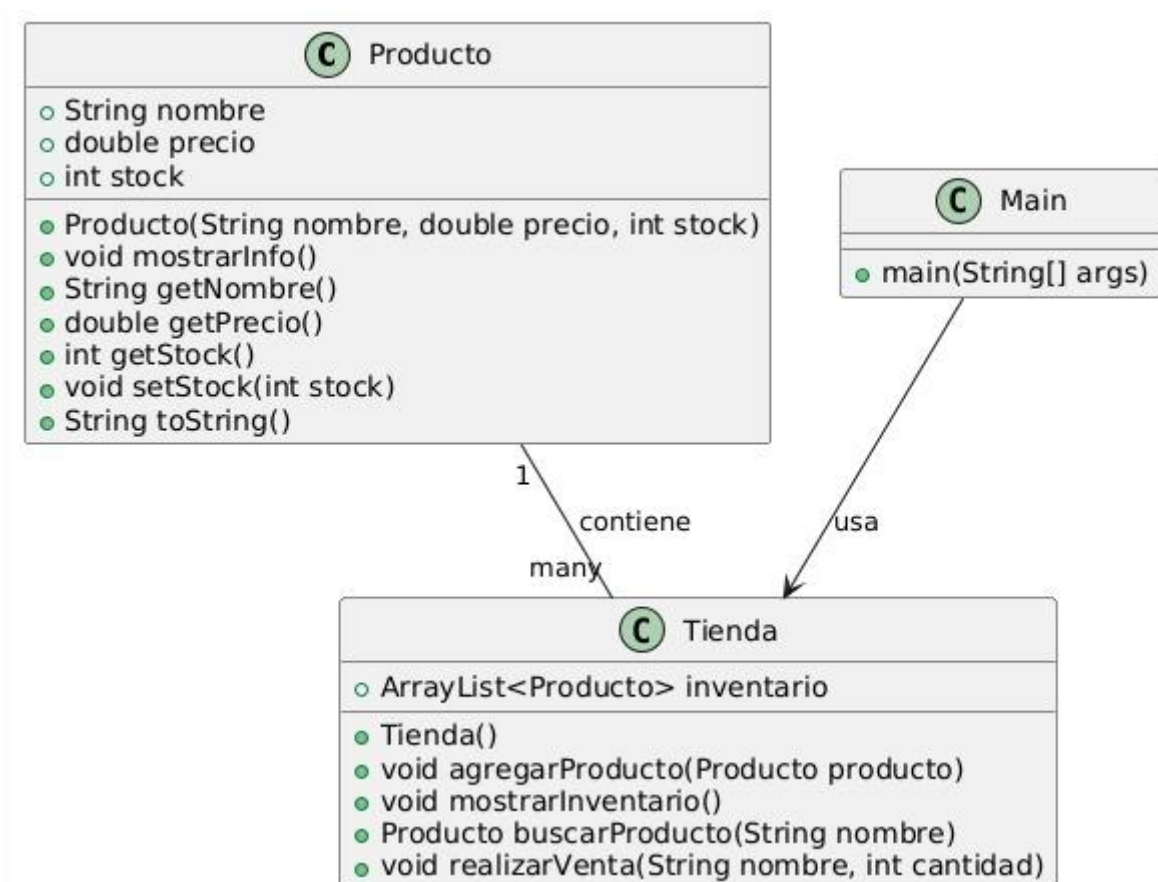 C Producto
String nombre
double precio
int stock
Producto(String nombre, double precio, int stock)
void mostrarInfo()
String getNombre()
double getPrecio()
int getStock()
void setStock(int stock)
String toString()
C Main
main(String[] args)
1
contiene
many
usa
C Tienda
ArrayList<Producto> inventario
Tienda()
void agregarProducto(Producto producto)
void mostrarInventario()
Producto buscarProducto(String nombre)
void realizarVenta(String nombre, int cantidad)